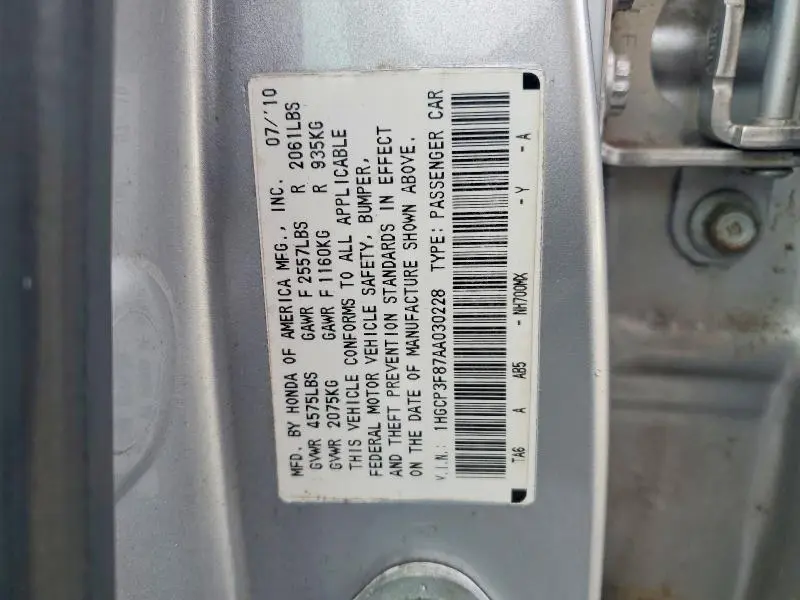 MFD. BY HONDA OF AMERICA MFG., INC. 07/'10
GVWR 4575LBS GAWR F 2557LBS R 2061LBS
GVWR 2075KG GAWR F 1160KG R 935KG
THIS VEHICLE CONFORMS TO ALL APPLICABLE
FEDERAL MOTOR VEHICLE SAFETY, BUMPER,
AND THEFT PREVENTION STANDARDS IN EFFECT
ON THE DATE OF MANUFACTURE SHOWN ABOVE.
V.I.N.: 1HGCP3F87AA030228 TYPE: PASSENGER CAR
TA6 A AB5 - NH700MX - Y - A